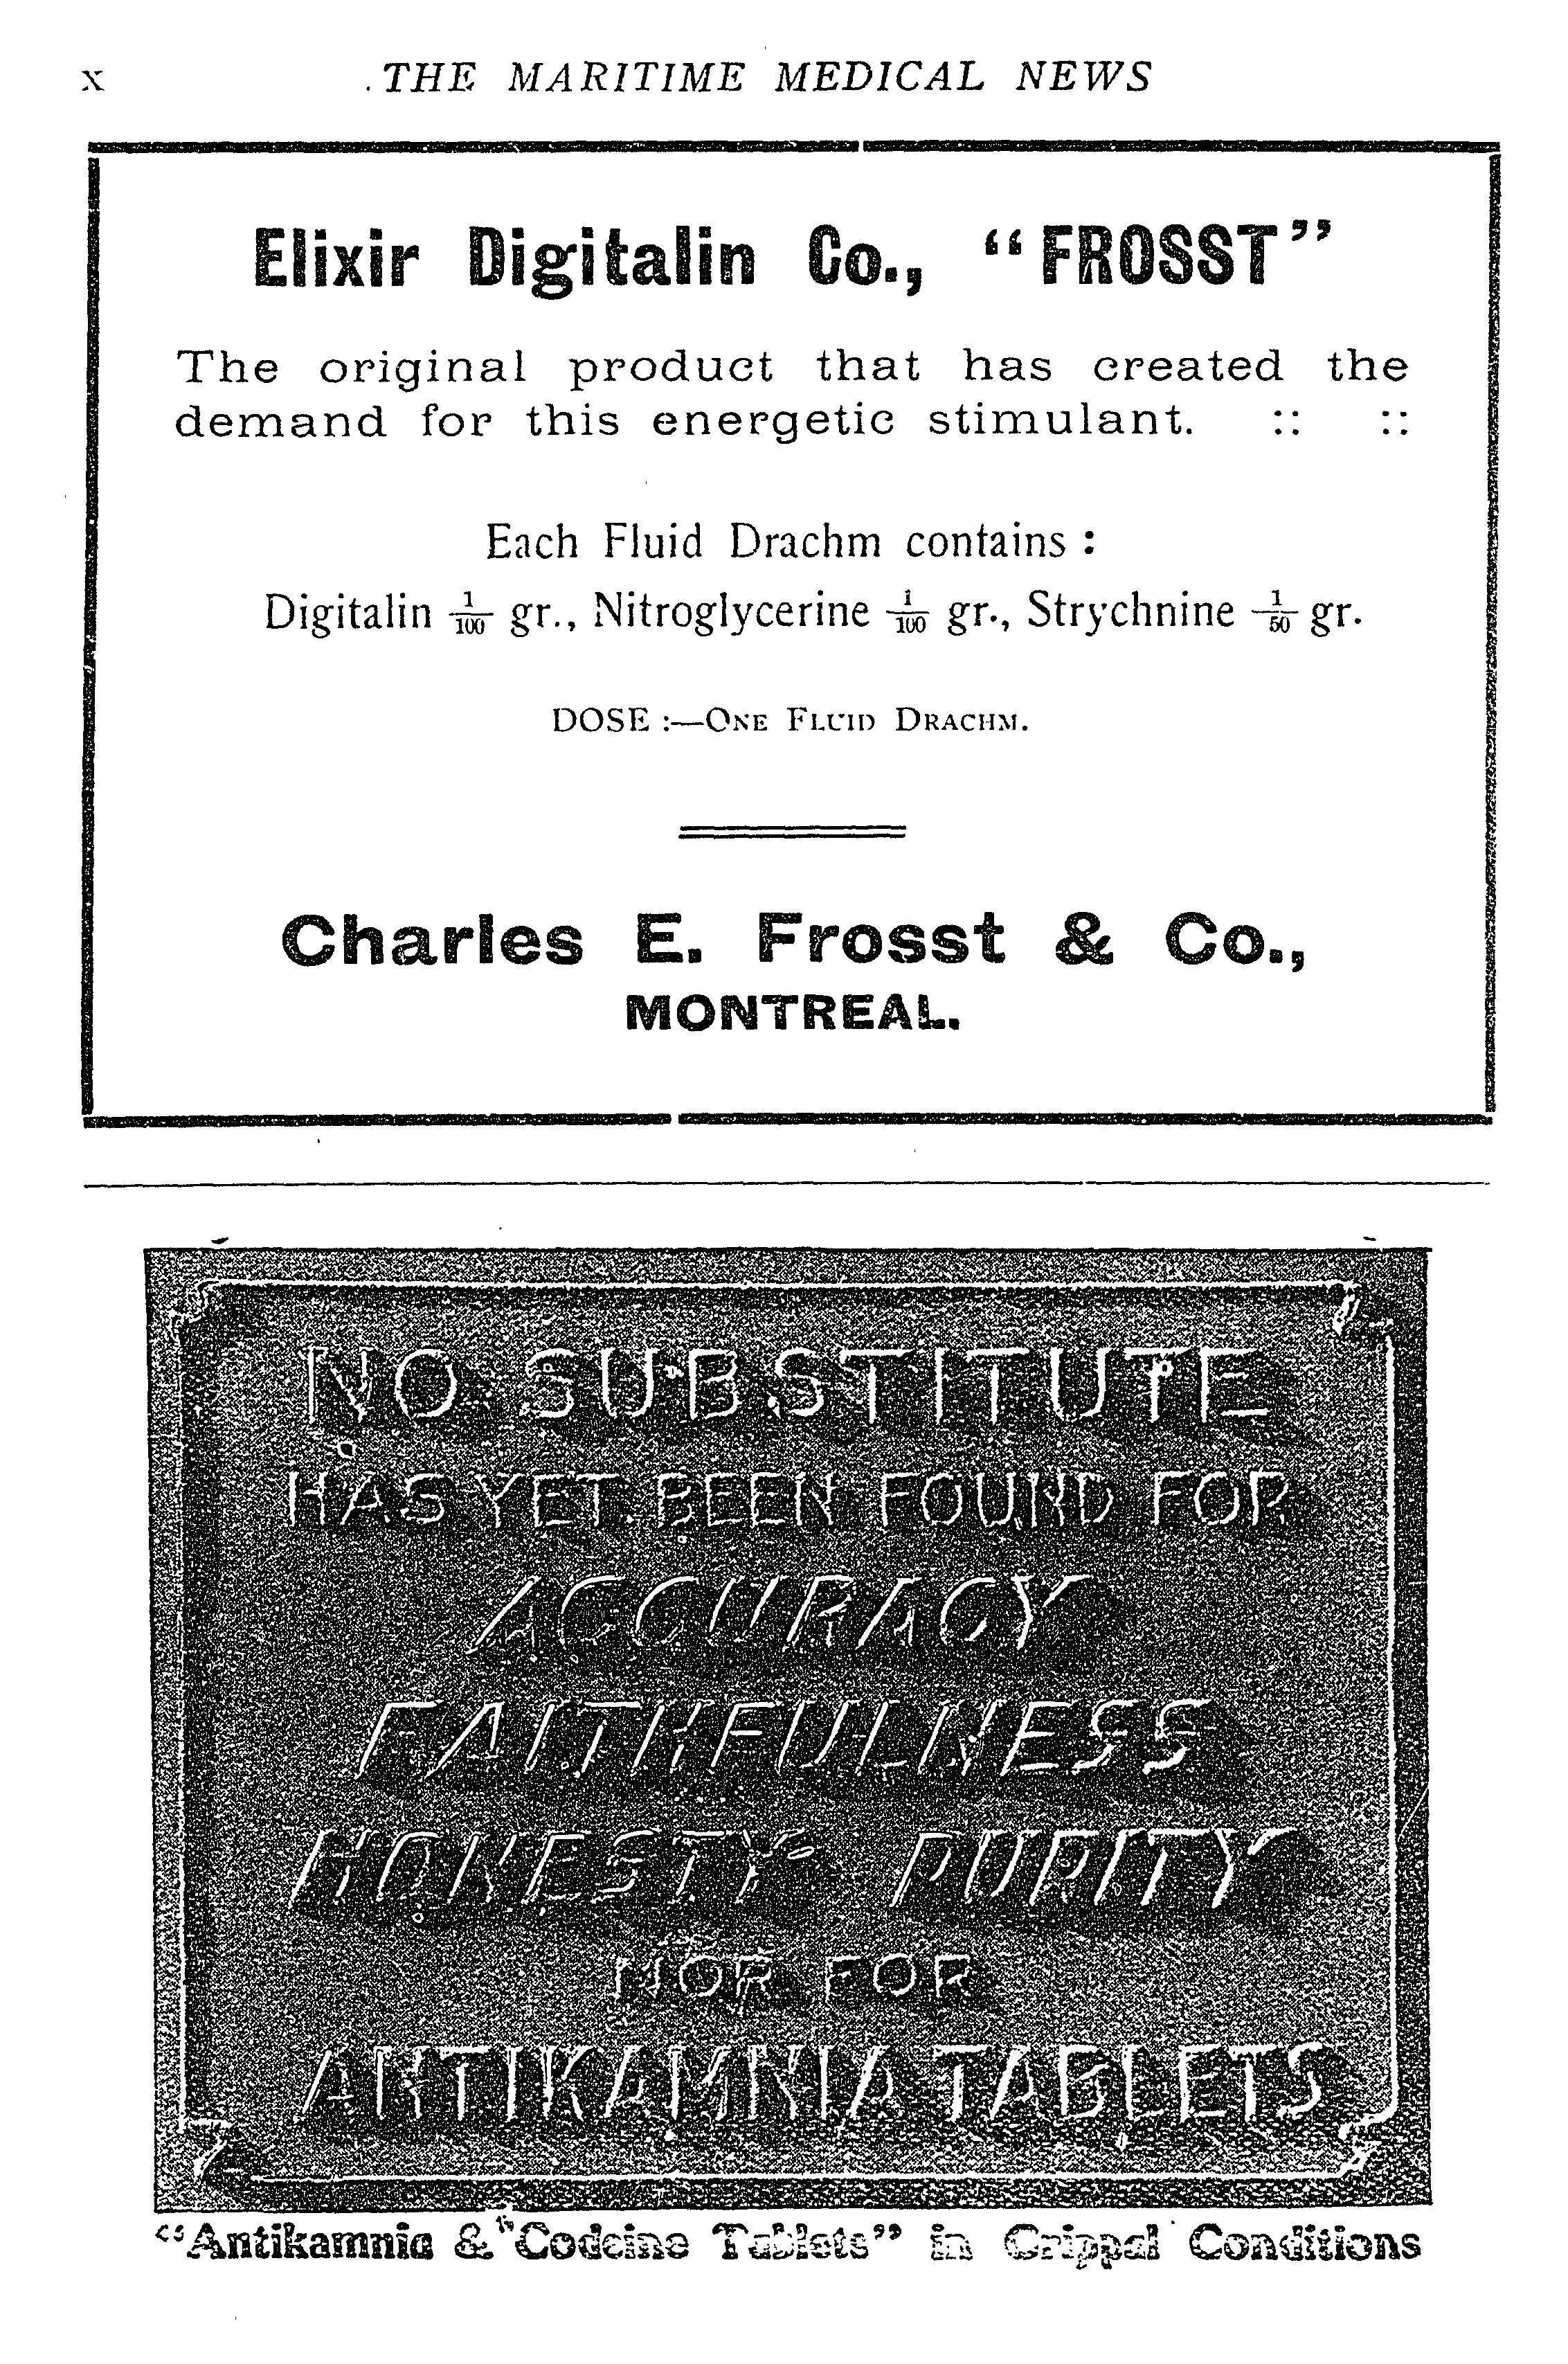 x
THE MARITIME MEDICAL NEWS
Elixir Digitalin Co., “FROSST”
The original product that has created the
demand for this energetic stimulant. :: ::
Each Fluid Drachm contains :
Digitalin 1/100 gr., Nitroglycerine 1/100 gr., Strychnine 1/50 gr.
DOSE :—ONE FLUID DRACHM.
Charles E. Frosst & Co.,
MONTREAL.
NO SUBSTITUTE
HAS YET BEEN FOUND FOR
ACCURACY
FAITHFULNESS
HONESTY PURITY
NOR FOR
ANTIKAMNIA TABLETS
“Antikamnia & Codeine Tablets” in Grippal Conditions